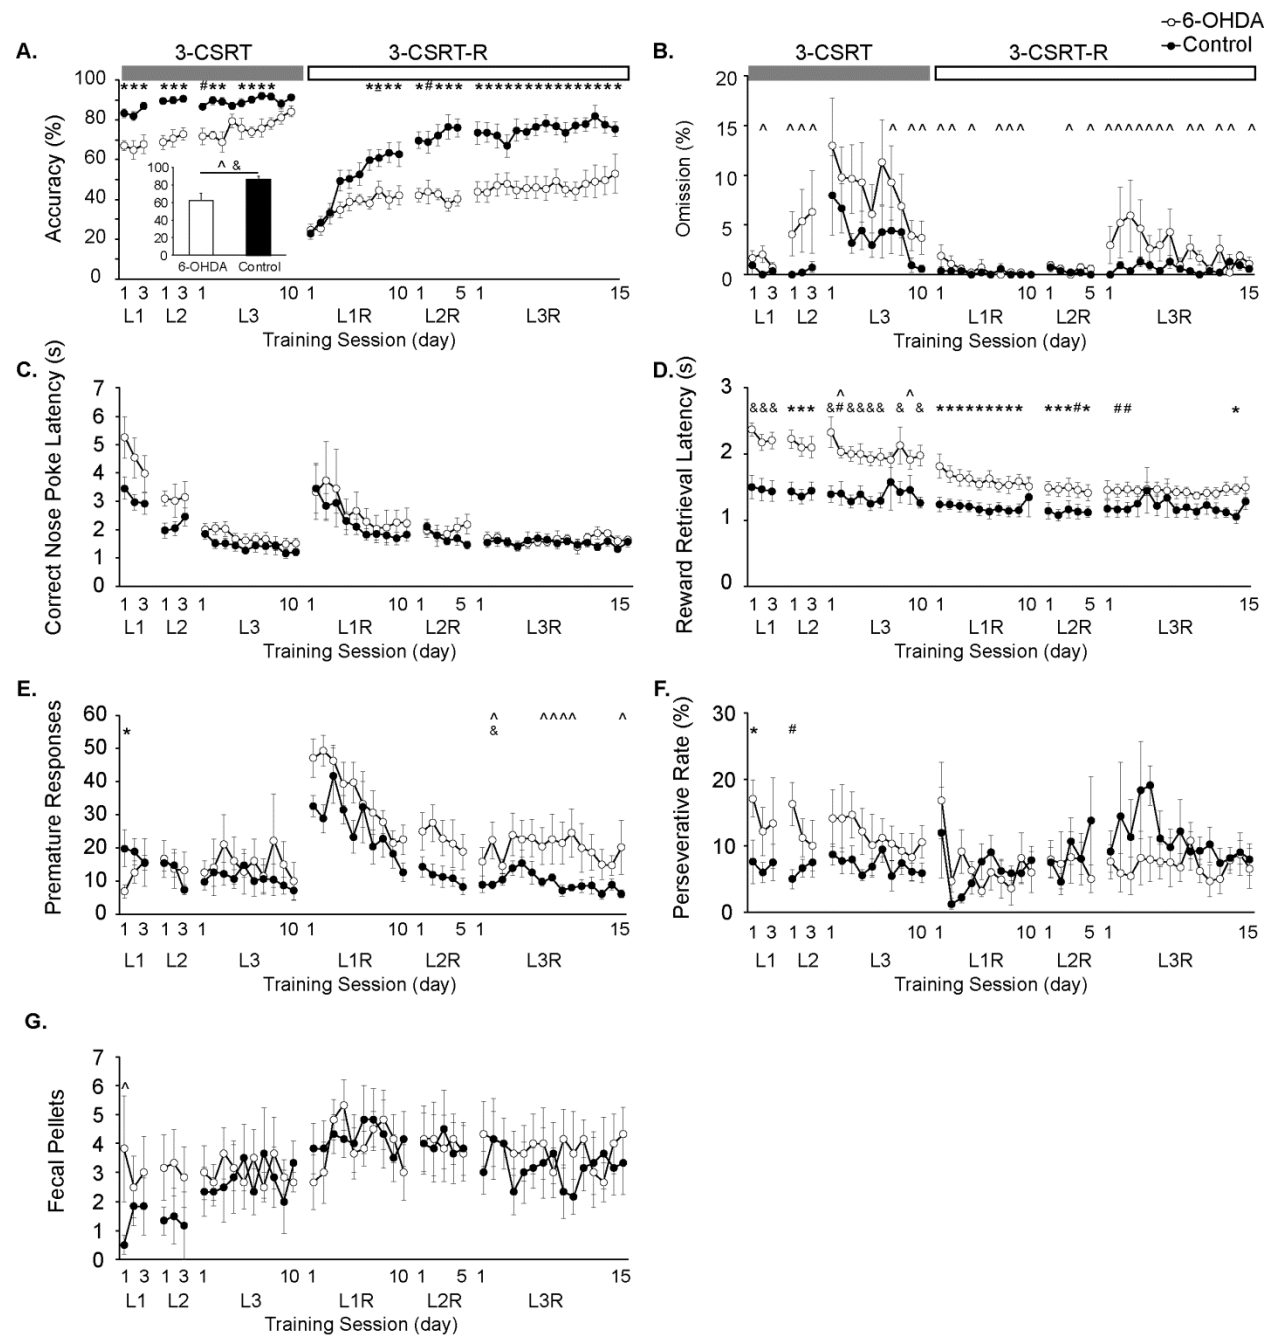 6-OHDA
Control
A.
3-CSRT
3-CSRT-R
* * * * * * # * * * * * * * * * * * * # * * * * * * * * * * * * * * * * * *
Accuracy (%)
100
80
60
40
20
0
^ &
100
80
60
40
20
0
6-OHDA Control
1 3 1 3 1 10 1 10 1 5 1 15
L1 L2 L3 L1R L2R L3R
Training Session (day)
B.
3-CSRT
3-CSRT-R
Omission (%)
20
15
10
5
0
^ ^^^ ^ ^^ ^^ ^ ^^^ ^ ^ ^^^^^^^ ^^ ^^ ^
1 3 1 3 1 10 1 10 1 5 1 15
L1 L2 L3 L1R L2R L3R
Training Session (day)
C.
Correct Nose Poke Latency (s)
7
6
5
4
3
2
1
0
1 3 1 3 1 10 1 10 1 5 1 15
L1 L2 L3 L1R L2R L3R
Training Session (day)
D.
Reward Retrieval Latency (s)
3
2
1
0
^ ^
&&& *** &#&&&& & & ********* ***#* ## *
1 3 1 3 1 10 1 10 1 5 1 15
L1 L2 L3 L1R L2R L3R
Training Session (day)
E.
Premature Responses
60
50
40
30
20
10
0
^ ^^^^ ^
* &
1 3 1 3 1 10 1 10 1 5 1 15
L1 L2 L3 L1R L2R L3R
Training Session (day)
F.
Perseverative Rate (%)
30
20
10
0
* #
1 3 1 3 1 10 1 10 1 5 1 15
L1 L2 L3 L1R L2R L3R
Training Session (day)
G.
Fecal Pellets
7
6
5
4
3
2
1
0
^
1 3 1 3 1 10 1 10 1 5 1 15
L1 L2 L3 L1R L2R L3R
Training Session (day)